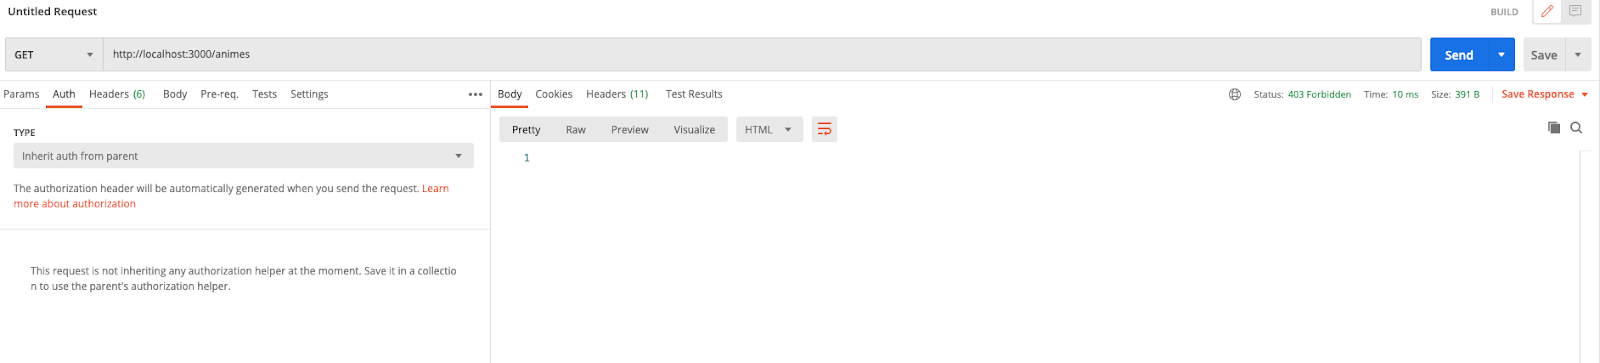 Untitled Request
BUILD
GET
http://localhost:3000/animes
Send
Save
Params Auth Headers (6) Body Pre-req. Tests Settings
TYPE
Inherit auth from parent
The authorization header will be automatically generated when you send the request. Learn
more about authorization
This request is not inheriting any authorization helper at the moment. Save it in a collectio
n to use the parent's authorization helper.
Body Cookies Headers (11) Test Results
Status: 403 Forbidden Time: 10 ms Size: 391 B Save Response
Pretty Raw Preview Visualize HTML
1